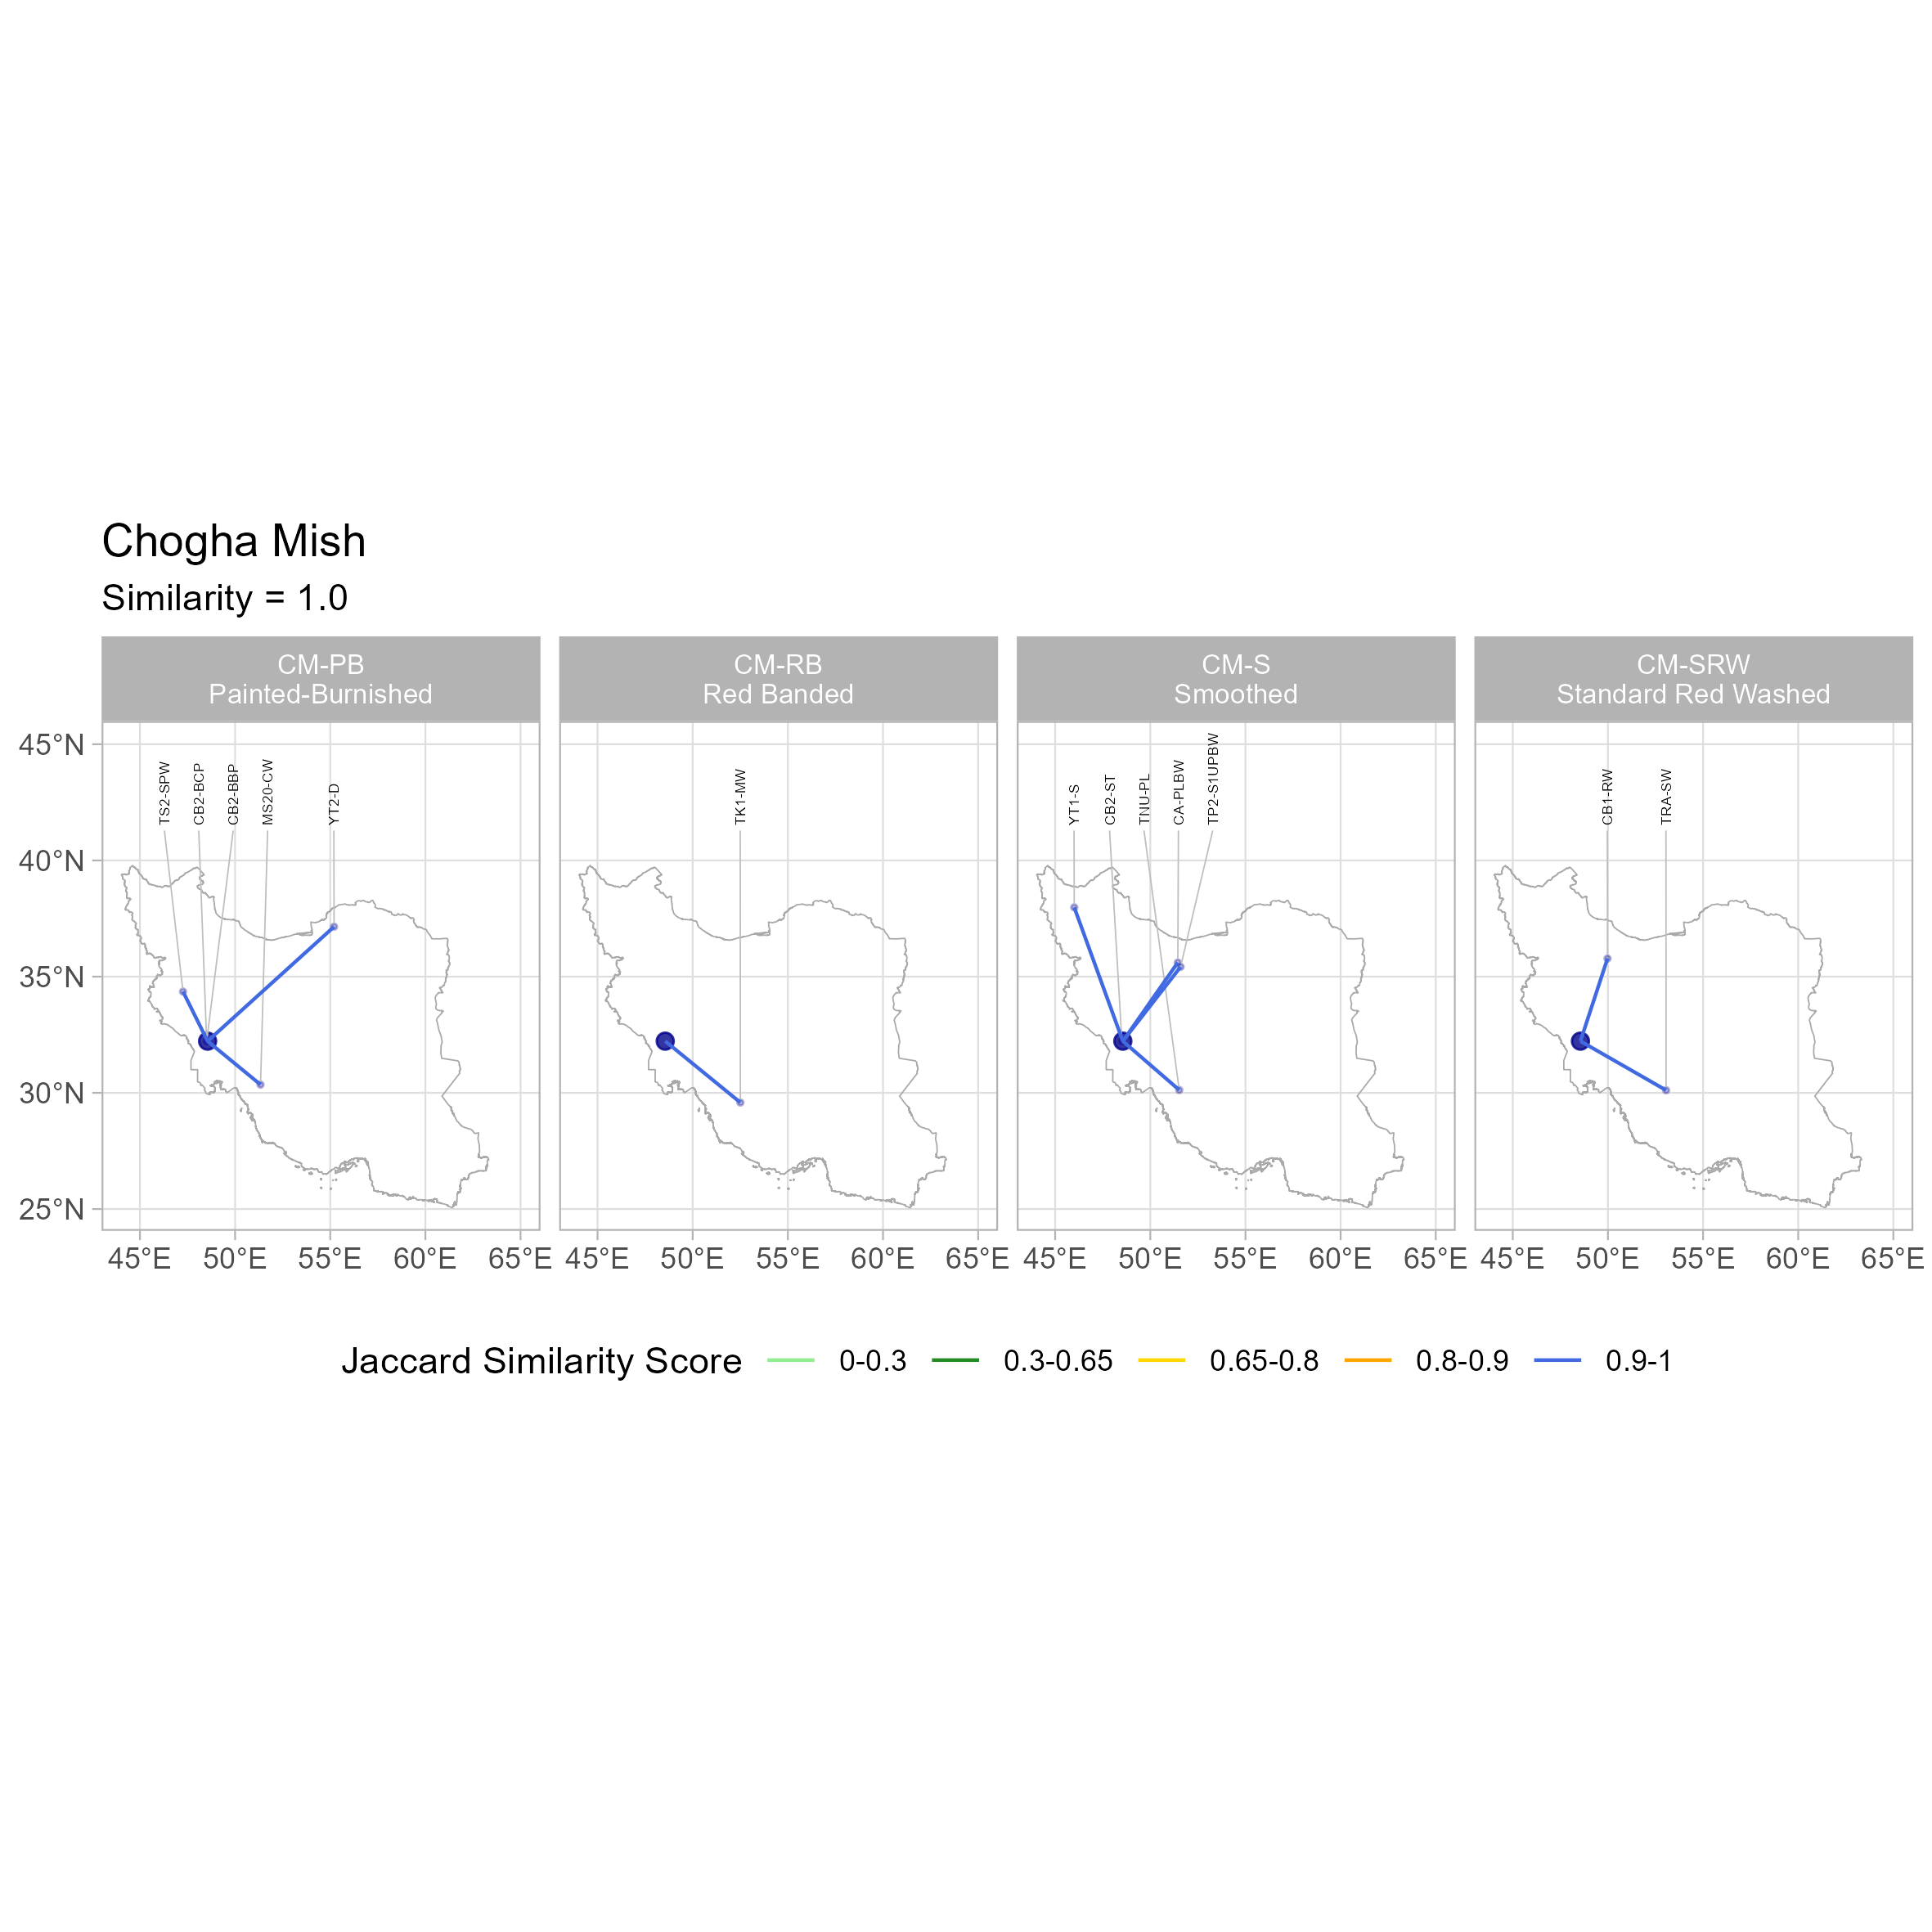 Chogha Mish
Similarity = 1.0
CM-PB
Painted-Burnished
CM-RB
Red Banded
CM-S
Smoothed
CM-SRW
Standard Red Washed
45°N
40°N
35°N
30°N
25°N
TS2-SPW
CB2-BCP
CB2-BBP
MS20-CW
YT2-D
TK1-MW
YT1-S
CB2-ST
TNU-PL
CA-PLBW
TP2-S1UPBW
CB1-RW
TRA-SW
45°E 50°E 55°E 60°E 65°E 45°E 50°E 55°E 60°E 65°E 45°E 50°E 55°E 60°E 65°E 45°E 50°E 55°E 60°E 65°E
Jaccard Similarity Score 0-0.3 0.3-0.65 0.65-0.8 0.8-0.9 0.9-1